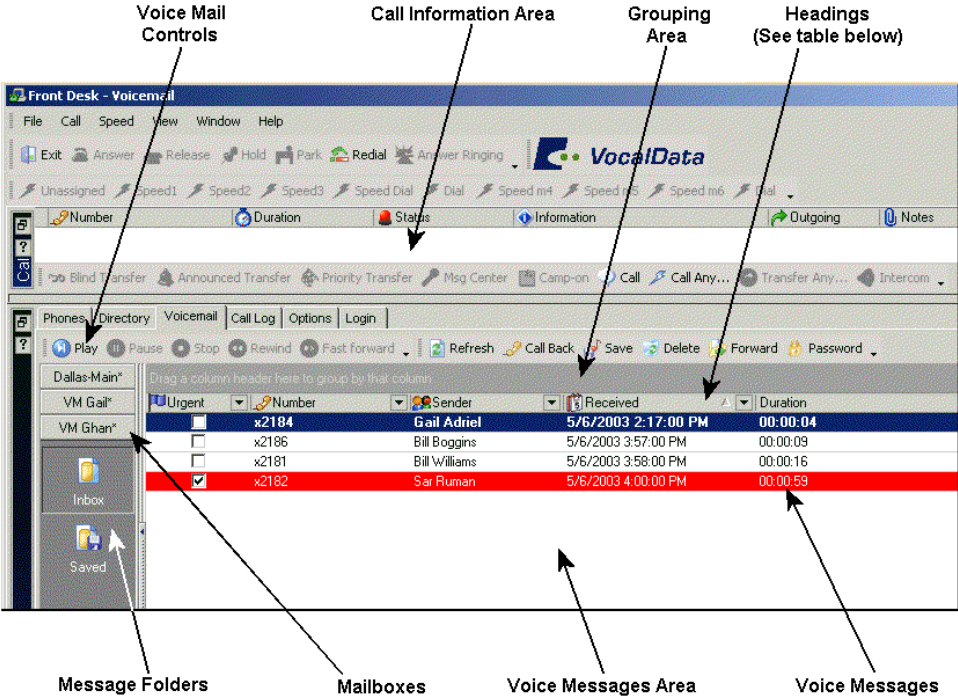 Voice Mail Controls
Call Information Area
Grouping Area
Headings (See table below)
Front Desk - Voicemail
File Call Speed View Window Help
Exit Answer Release Hold Park Redial Answer Ringing
VocalData
Unassigned Speed1 Speed2 Speed3 Speed Dial Dial Speed m4 Speed m5 Speed m6 Dial
Number Duration Status Information Outgoing Notes
?
Call
Blind Transfer Announced Transfer Priority Transfer Msg Center Camp-on Call Call Any... Transfer Any... Intercom
Phones Directory Voicemail Call Log Options Login
?
Play Pause Stop Rewind Fast forward Refresh Call Back Save Delete Forward Password
Dallas-Main*
VM Gail*
VM Ghan*
Inbox
Saved
Drag a column header here to group by that column
Urgent Number Sender Received Duration
x2184 Gail Adriel 5/6/2003 2:17:00 PM 00:00:04
x2186 Bill Boggins 5/6/2003 3:57:00 PM 00:00:09
x2181 Bill Williams 5/6/2003 3:58:00 PM 00:00:16
x2182 Sar Ruman 5/6/2003 4:00:00 PM 00:00:59
Message Folders
Mailboxes
Voice Messages Area
Voice Messages